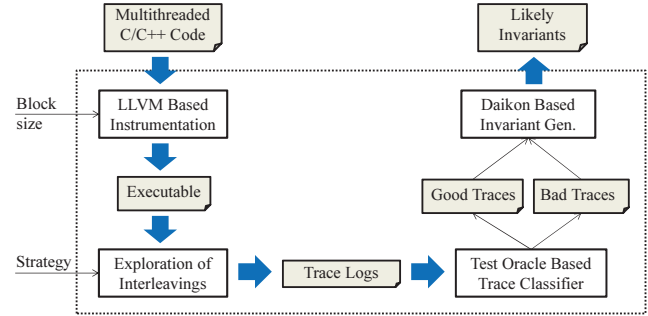 Multithreaded
C/C++ Code
Likely
Invariants
Block
size
LLVM Based
Instrumentation
Daikon Based
Invariant Gen.
Executable
Good Traces
Bad Traces
Strategy
Exploration of
Interleavings
Trace Logs
Test Oracle Based
Trace Classifier